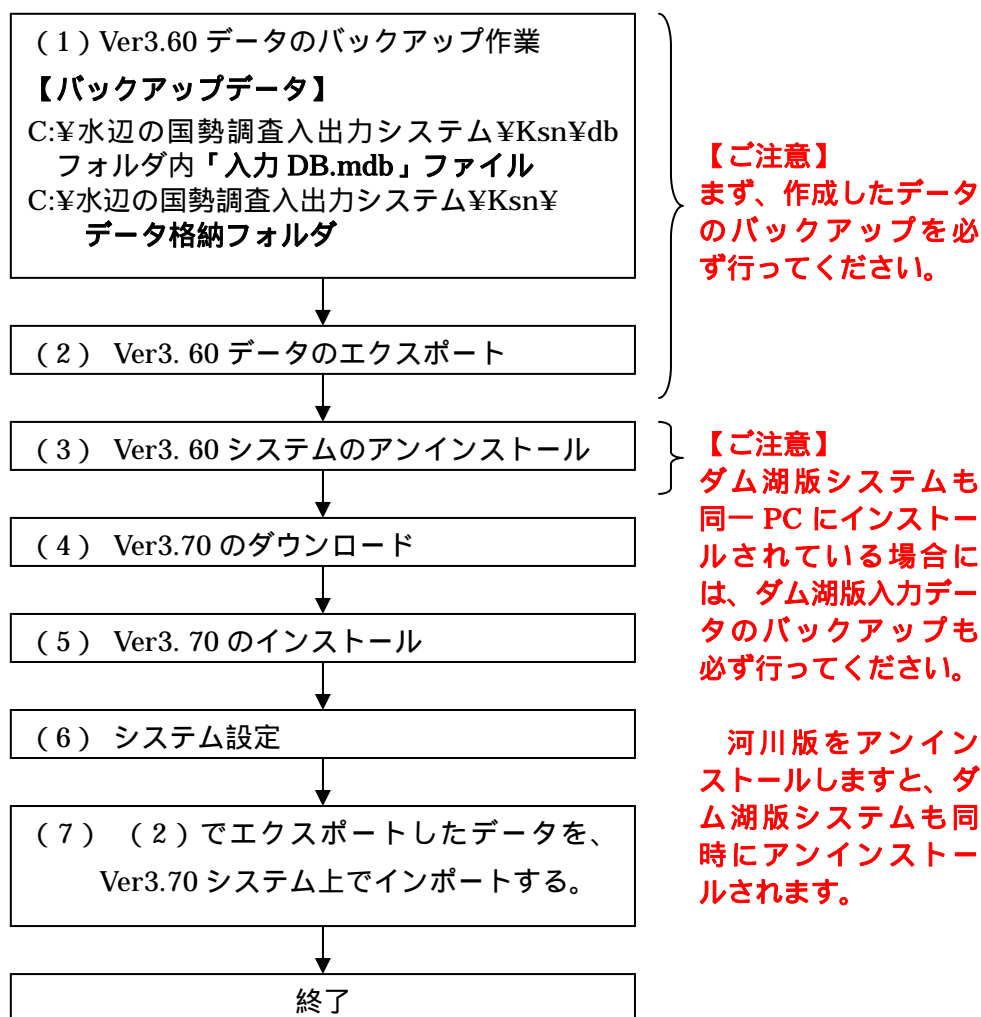 （１）Ver3.60 データのバックアップ作業
【バックアップデータ】
C:¥水辺の国勢調査入出力システム¥Ksn¥db
フォルダ内「入力 DB.mdb」ファイル
C:¥水辺の国勢調査入出力システム¥Ksn¥
データ格納フォルダ
【ご注意】
まず、作成したデータ
のバックアップを必
ず行ってください。
（２） Ver3. 60 データのエクスポート
（３） Ver3. 60 システムのアンインストール
【ご注意】
ダム湖版システムも
同一 PC にインストー
ルされている場合に
は、ダム湖版入力デー
タのバックアップも
必ず行ってください。
河川版をアンイン
ストールしますと、ダ
ム湖版システムも同
時にアンインストー
ルされます。
（４） Ver3.70 のダウンロード
（５） Ver3. 70 のインストール
（６） システム設定
（７） （２）でエクスポートしたデータを、
Ver3.70 システム上でインポートする。
終了